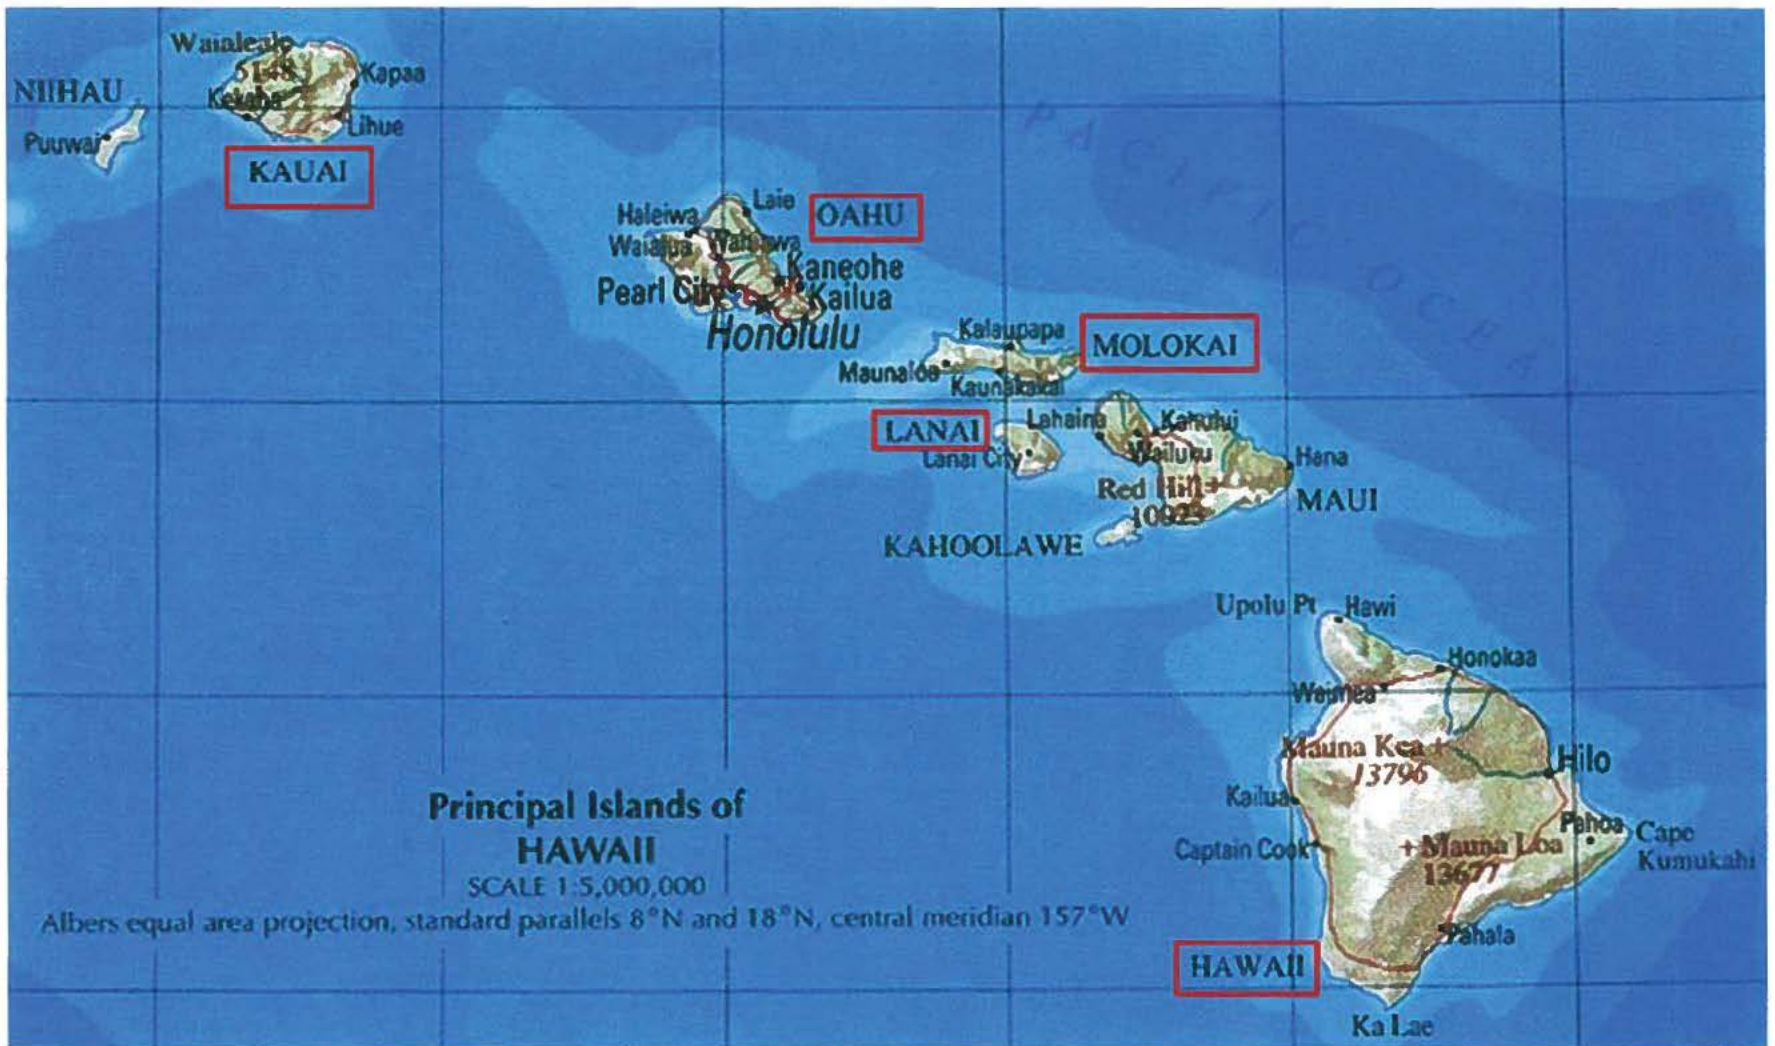 Waialeale
5148
Kapaa
NIIHAU
Kekaha
Puuwai
Lihue
KAUAI
Laie
Haleiwa
OAHU
Waialua
Wahiawa
Kaneohe
Pearl City
Kailua
Honolulu
PACIFIC OCEAN
Kalaupapa
MOLOKAI
Maunaloa
Kaunakakai
Lahaina
Kahului
LANAI
Wailuku
Lanai City
Hana
Red Hill
10023
MAUI
KAHOOLAWE
Upolu Pt
Hawi
Honokaa
Waimea
Mauna Kea
13796
Hilo
Kailua
Pahoa
Cape
Kumukahi
Captain Cook
Mauna Loa
13677
Principal Islands of
HAWAII
SCALE 1:5,000,000
Albers equal area projection, standard parallels 8°N and 18°N, central meridian 157°W
Pahala
HAWAII
Ka Lae